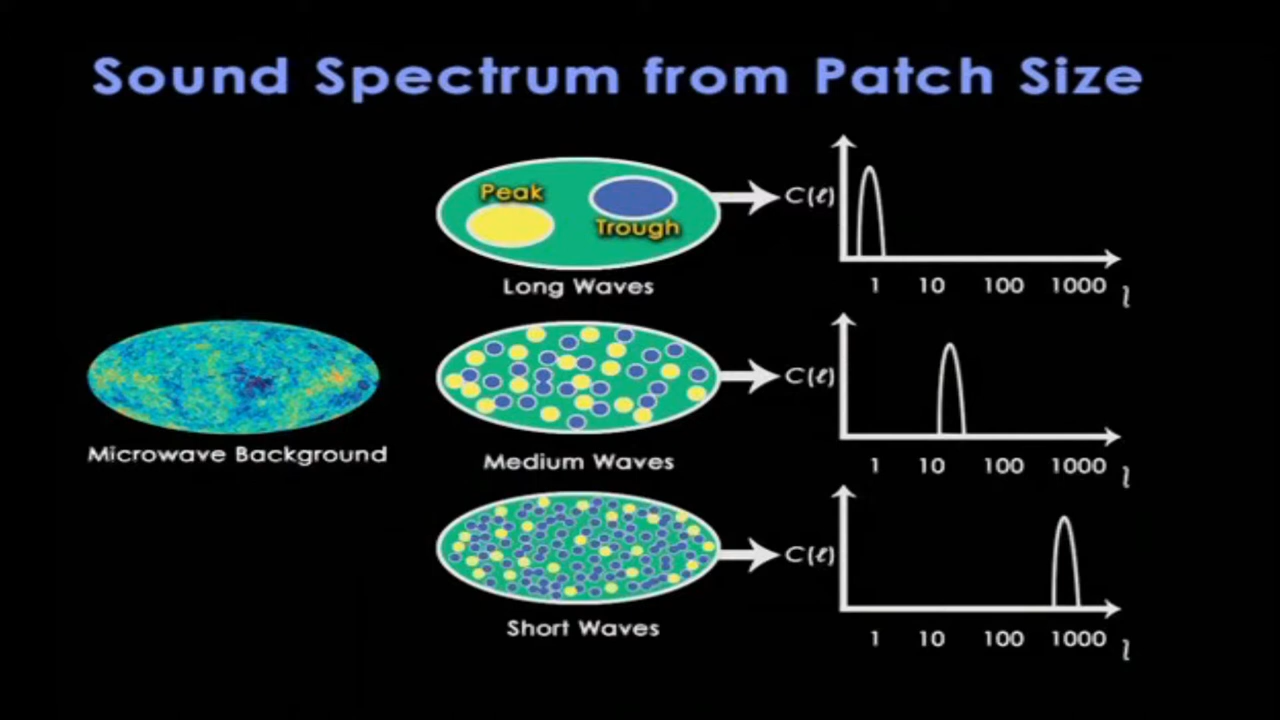 Sound Spectrum from Patch Size
Peak
Trough
C(ℓ)
1 10 100 1000 ℓ
Long Waves
C(ℓ)
1 10 100 1000 ℓ
Microwave Background
Medium Waves
C(ℓ)
1 10 100 1000 ℓ
Short Waves